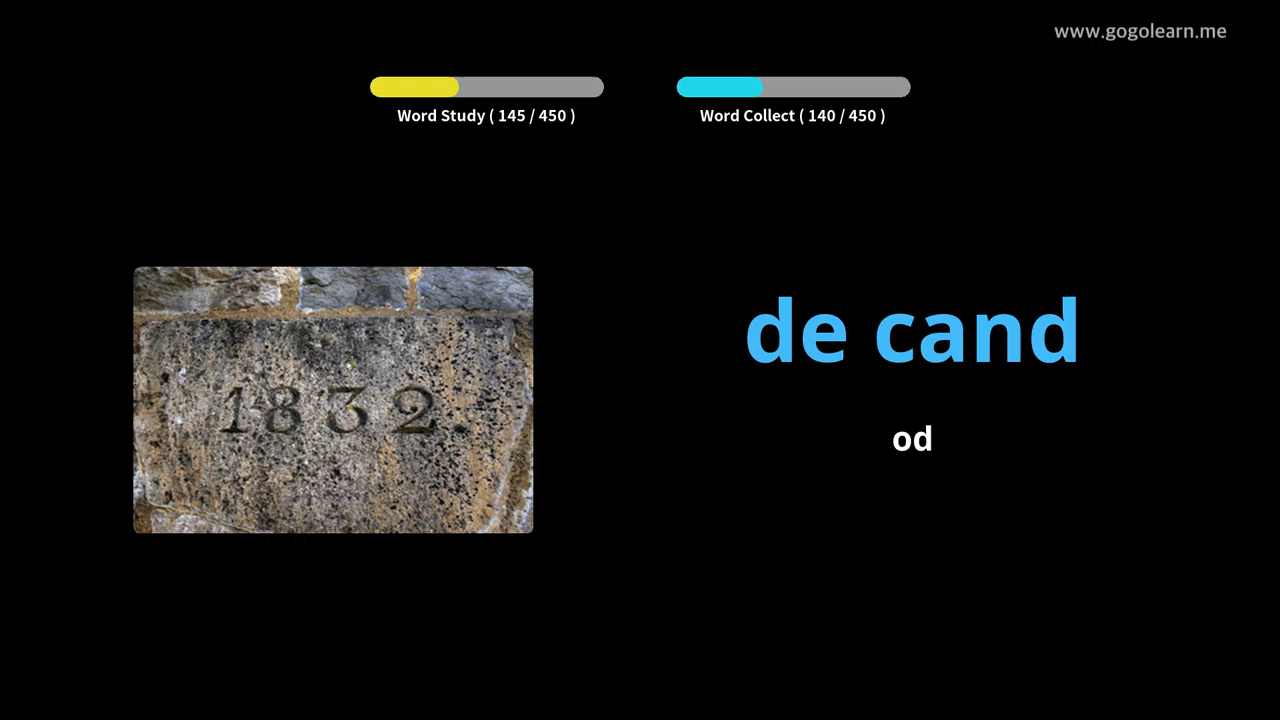 www.gogolearn.me
Word Study ( 145 / 450 )
Word Collect ( 140 / 450 )
de cand
od
1832.